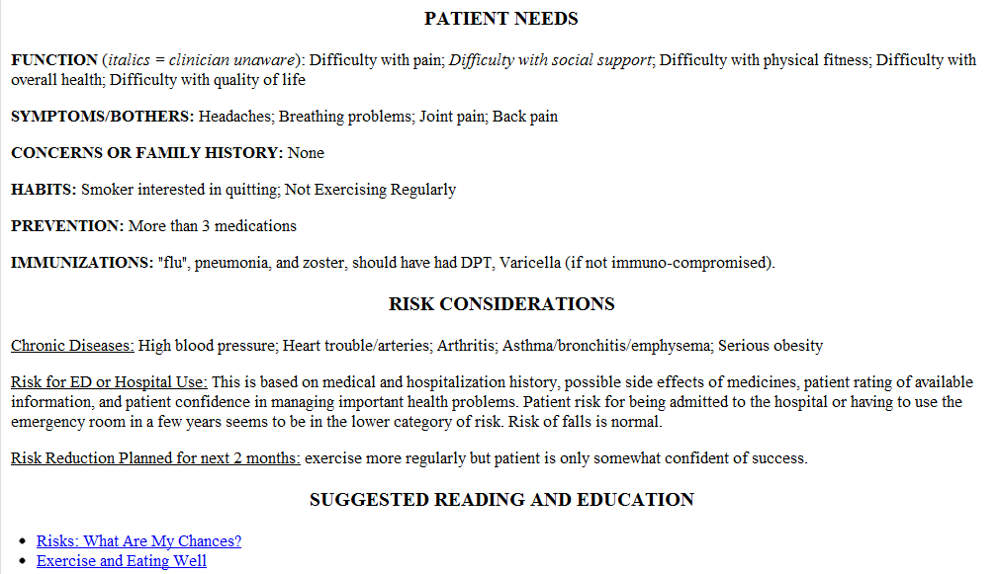 PATIENT NEEDS
FUNCTION (italics = clinician unaware): Difficulty with pain; Difficulty with social support; Difficulty with physical fitness; Difficulty with
overall health; Difficulty with quality of life
SYMPTOMS/BOTHERS: Headaches; Breathing problems; Joint pain; Back pain
CONCERNS OR FAMILY HISTORY: None
HABITS: Smoker interested in quitting; Not Exercising Regularly
PREVENTION: More than 3 medications
IMMUNIZATIONS: "flu", pneumonia, and zoster, should have had DPT, Varicella (if not immuno-compromised).
RISK CONSIDERATIONS
Chronic Diseases: High blood pressure; Heart trouble/arteries; Arthritis; Asthma/bronchitis/emphysema; Serious obesity
Risk for ED or Hospital Use: This is based on medical and hospitalization history, possible side effects of medicines, patient rating of available
information, and patient confidence in managing important health problems. Patient risk for being admitted to the hospital or having to use the
emergency room in a few years seems to be in the lower category of risk. Risk of falls is normal.
Risk Reduction Planned for next 2 months: exercise more regularly but patient is only somewhat confident of success.
SUGGESTED READING AND EDUCATION
• Risks: What Are My Chances?
• Exercise and Eating Well